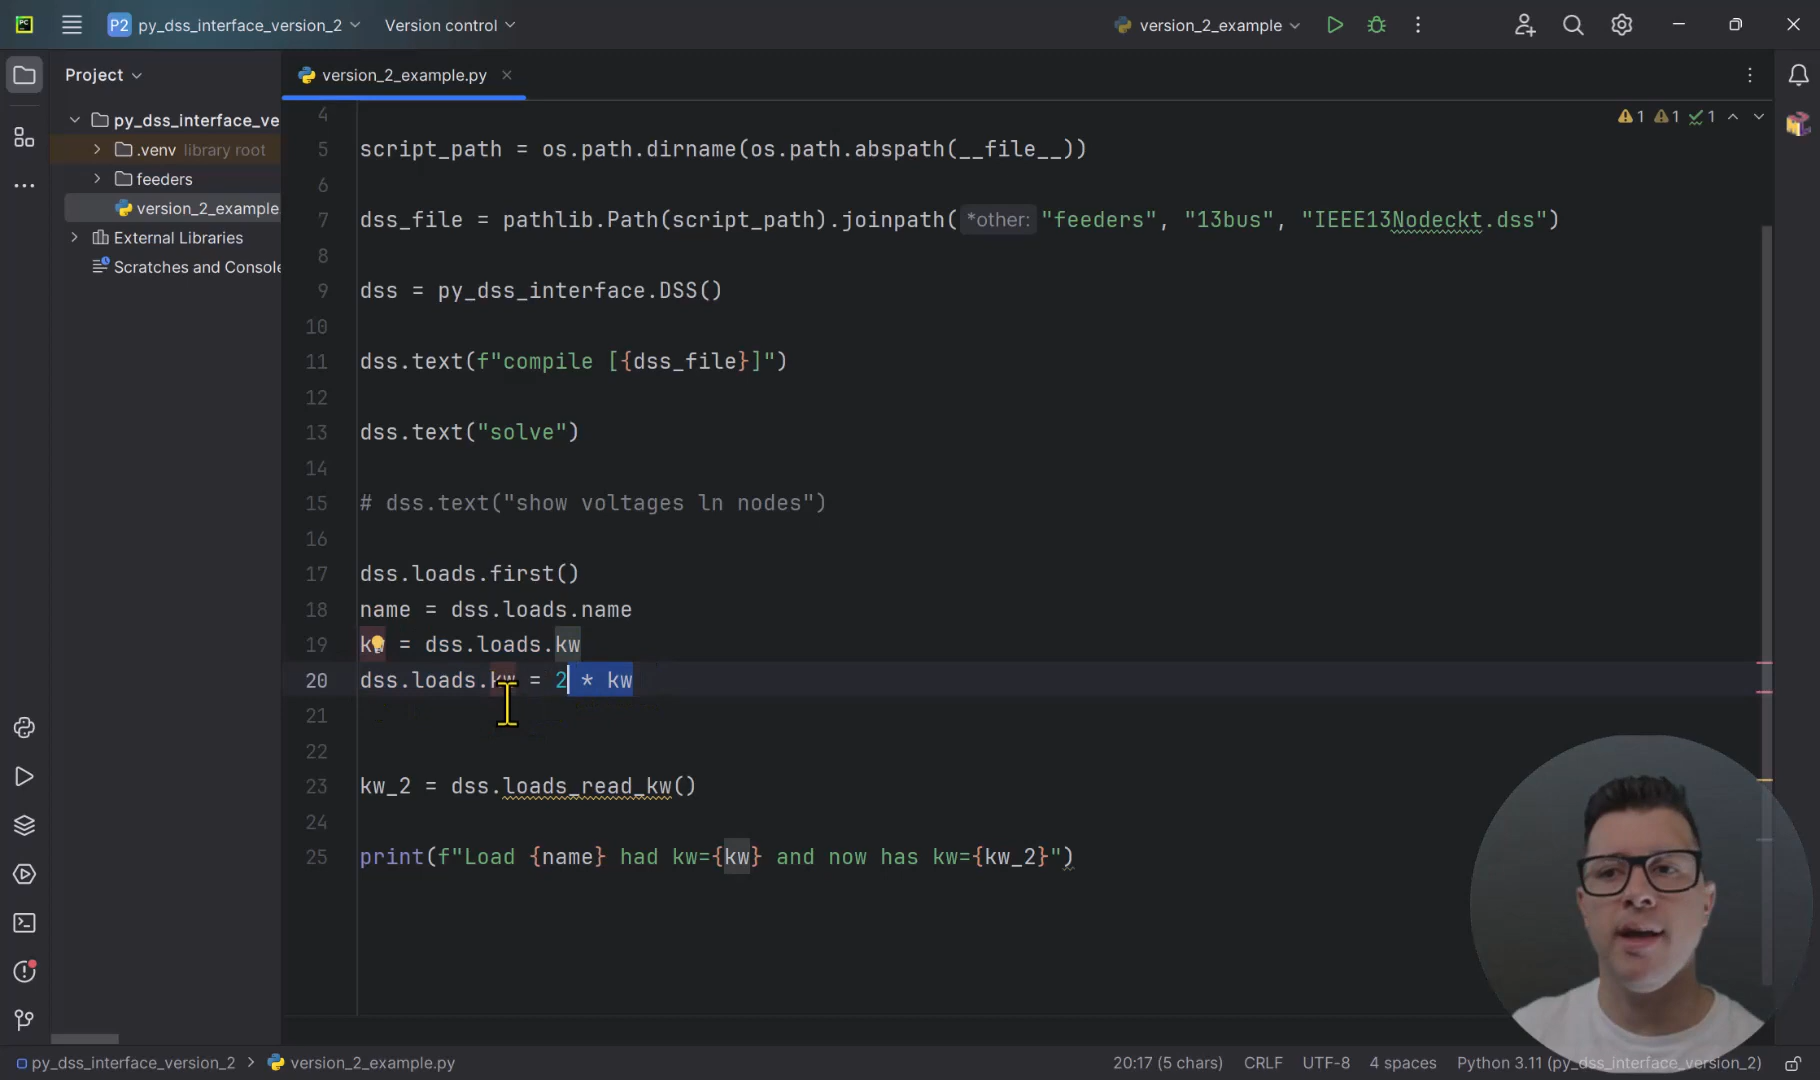 PC
P2 py_dss_interface_version_2 Version control version_2_example
Project version_2_example.py
py_dss_interface_ve
.venv library root
feeders
version_2_example
External Libraries
Scratches and Console
1 1 1
4
5 script_path = os.path.dirname(os.path.abspath(__file__))
6
7 dss_file = pathlib.Path(script_path).joinpath( *other: "feeders", "13bus", "IEEE13Nodeckt.dss")
8
9 dss = py_dss_interface.DSS()
10
11 dss.text(f"compile [{dss_file}]")
12
13 dss.text("solve")
14
15 # dss.text("show voltages ln nodes")
16
17 dss.loads.first()
18 name = dss.loads.name
19 kw = dss.loads.kw
20 dss.loads.kw = 2 * kw
21
22
23 kw_2 = dss.loads_read_kw()
24
25 print(f"Load {name} had kw={kw} and now has kw={kw_2}")
py_dss_interface_version_2 > version_2_example.py 20:17 (5 chars) CRLF UTF-8 4 spaces Python 3.11 (py_dss_interface_version_2)